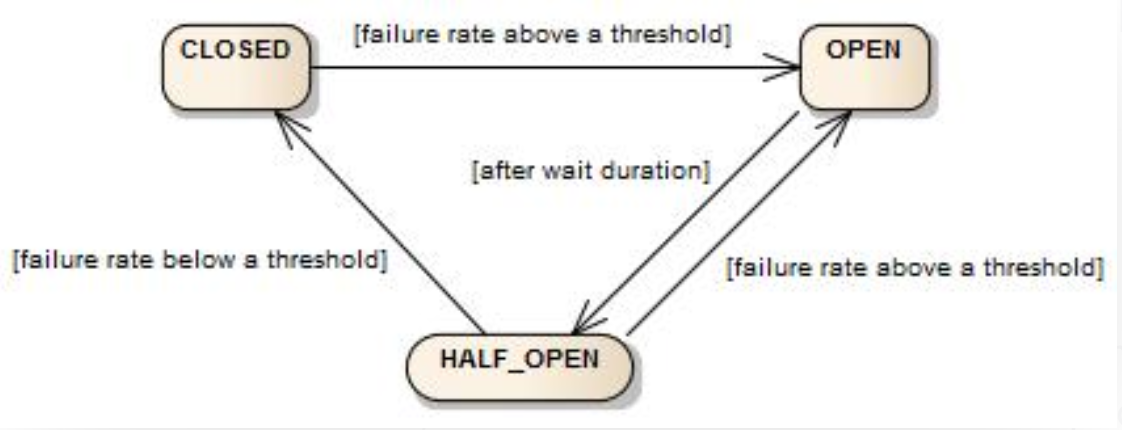 [failure rate above a threshold]
CLOSED
OPEN
[after wait duration]
[failure rate below a threshold]
[failure rate above a threshold]
HALF_OPEN